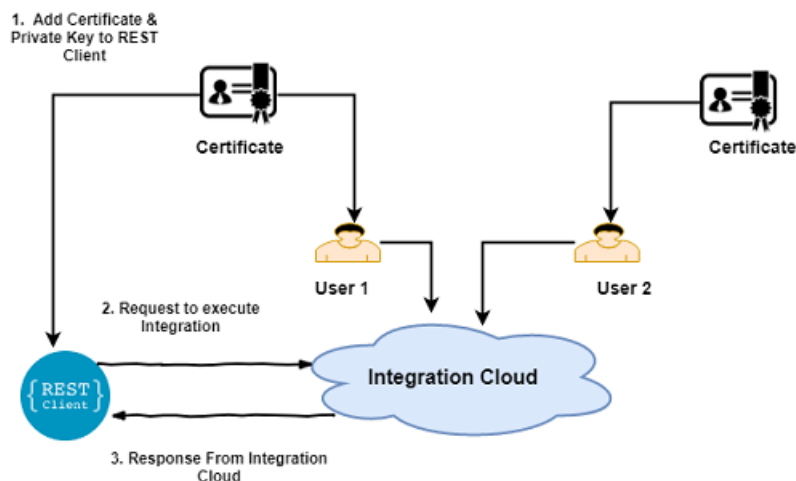 1. Add Certificate &
Private Key to REST
Client
Certificate
Certificate
User 1
User 2
2. Request to execute
Integration
Integration Cloud
{REST
Client}
3. Response From Integration
Cloud